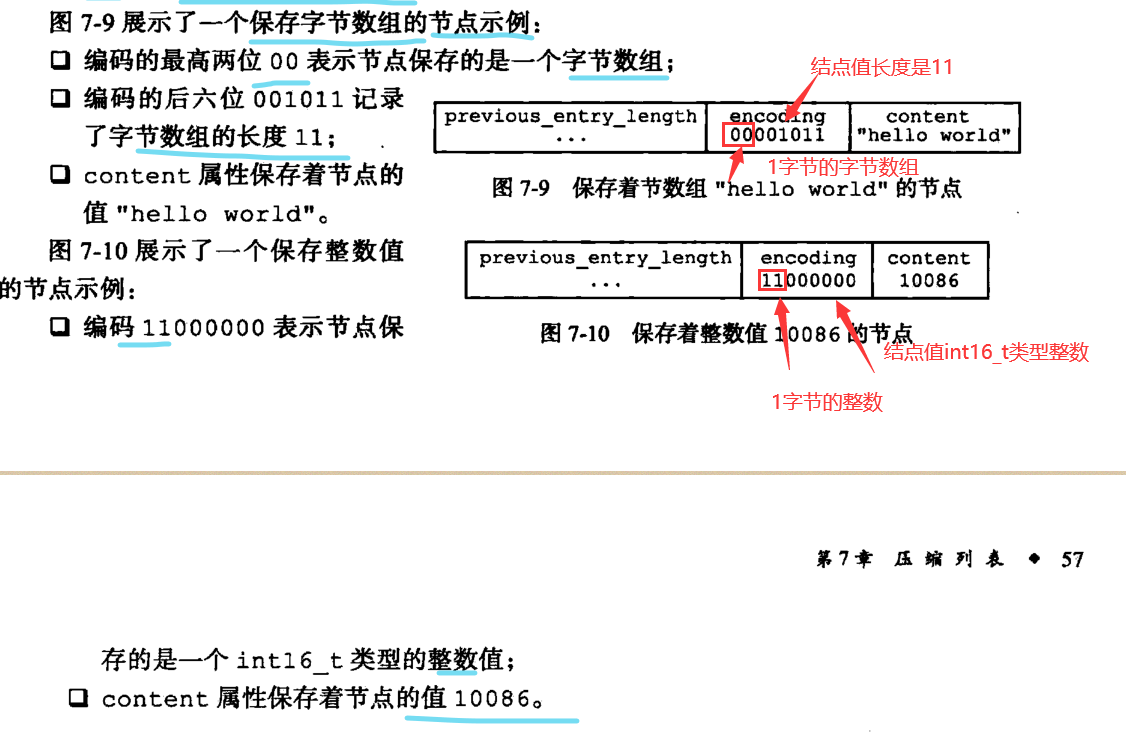 图 7-9 展示了一个保存字节数组的节点示例：
❑ 编码的最高两位 00 表示节点保存的是一个字节数组；
❑ 编码的后六位 001011 记录
了字节数组的长度 11；
❑ content 属性保存着节点的
值 "hello world"。
结点值长度是11
previous_entry_length encoding content
... 00001011 "hello world"
1字节的字节数组
图 7-9 保存着节数组 "hello world" 的节点
图 7-10 展示了一个保存整数值
的节点示例：
❑ 编码 11000000 表示节点保
previous_entry_length encoding content
... 11000000 10086
图 7-10 保存着整数值 10086 的节点
结点值int16_t类型整数
1字节的整数
第 7 章 压 缩 列 表 ◆ 57
存的是一个 int16_t 类型的整数值；
❑ content 属性保存着节点的值 10086。